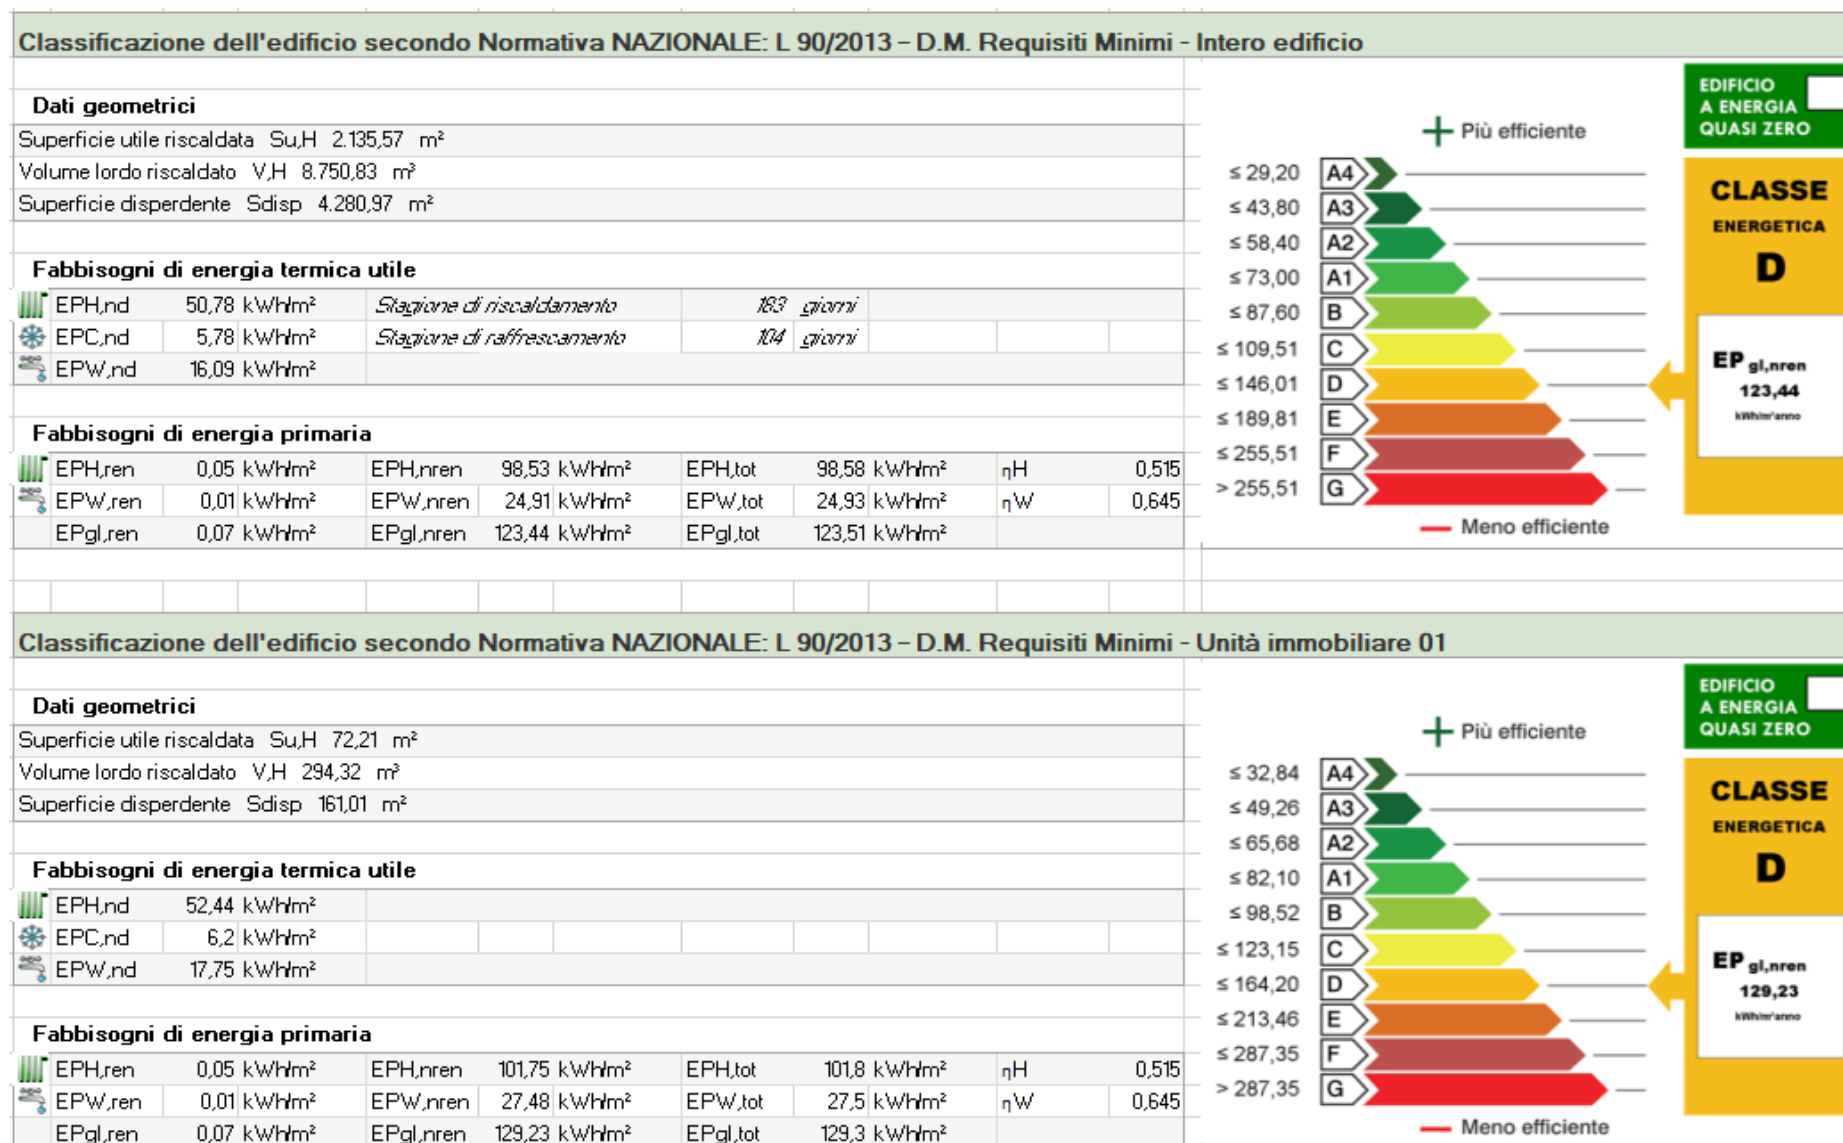 Classificazione dell'edificio secondo Normativa NAZIONALE: L 90/2013 – D.M. Requisiti Minimi - Intero edificio
Dati geometrici
Superficie utile riscaldata Su,H 2.135,57 m²
Volume lordo riscaldato V,H 8.750,83 m³
Superficie disperdente Sdisp 4.280,97 m²
Fabbisogni di energia termica utile
EPH,nd 50,78 kWh/m² Stagione di riscaldamento 183 giorni
EPC,nd 5,78 kWh/m² Stagione di raffrescamento 104 giorni
EPW,nd 16,09 kWh/m²
Fabbisogni di energia primaria
EPH,ren 0,05 kWh/m² EPH,nren 98,53 kWh/m² EPH,tot 98,58 kWh/m² ηH 0,515
EPW,ren 0,01 kWh/m² EPW,nren 24,91 kWh/m² EPW,tot 24,93 kWh/m² ηW 0,645
EPgl,ren 0,07 kWh/m² EPgl,nren 123,44 kWh/m² EPgl,tot 123,51 kWh/m²
Più efficiente
≤ 29,20 A4
≤ 43,80 A3
≤ 58,40 A2
≤ 73,00 A1
≤ 87,60 B
≤ 109,51 C
≤ 146,01 D
≤ 189,81 E
≤ 255,51 F
> 255,51 G
Meno efficiente
EDIFICIO
A ENERGIA
QUASI ZERO
CLASSE
ENERGETICA
D
EP gl,nren
123,44
kWh/m²anno
Classificazione dell'edificio secondo Normativa NAZIONALE: L 90/2013 – D.M. Requisiti Minimi - Unità immobiliare 01
Dati geometrici
Superficie utile riscaldata Su,H 72,21 m²
Volume lordo riscaldato V,H 294,32 m³
Superficie disperdente Sdisp 161,01 m²
Fabbisogni di energia termica utile
EPH,nd 52,44 kWh/m²
EPC,nd 6,2 kWh/m²
EPW,nd 17,75 kWh/m²
Fabbisogni di energia primaria
EPH,ren 0,05 kWh/m² EPH,nren 101,75 kWh/m² EPH,tot 101,8 kWh/m² ηH 0,515
EPW,ren 0,01 kWh/m² EPW,nren 27,48 kWh/m² EPW,tot 27,5 kWh/m² ηW 0,645
EPgl,ren 0,07 kWh/m² EPgl,nren 129,23 kWh/m² EPgl,tot 129,3 kWh/m²
Più efficiente
≤ 32,84 A4
≤ 49,26 A3
≤ 65,68 A2
≤ 82,10 A1
≤ 98,52 B
≤ 123,15 C
≤ 164,20 D
≤ 213,46 E
≤ 287,35 F
> 287,35 G
Meno efficiente
EDIFICIO
A ENERGIA
QUASI ZERO
CLASSE
ENERGETICA
D
EP gl,nren
129,23
kWh/m²anno